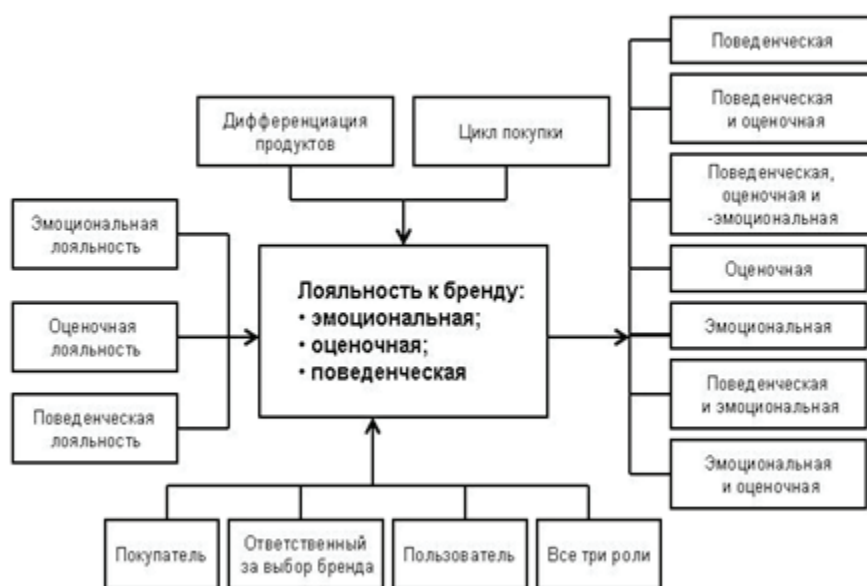 Дифференциация
продуктов
Цикл покупки
Эмоциональная
лояльность
Оценочная
лояльность
Поведенческая
лояльность
Лояльность к бренду:
• эмоциональная;
• оценочная;
• поведенческая
Поведенческая
Поведенческая
и оценочная
Поведенческая,
оценочная и
-эмоциональная
Оценочная
Эмоциональная
Поведенческая
и эмоциональная
Эмоциональная
и оценочная
Покупатель
Ответственный
за выбор бренда
Пользователь
Все три роли